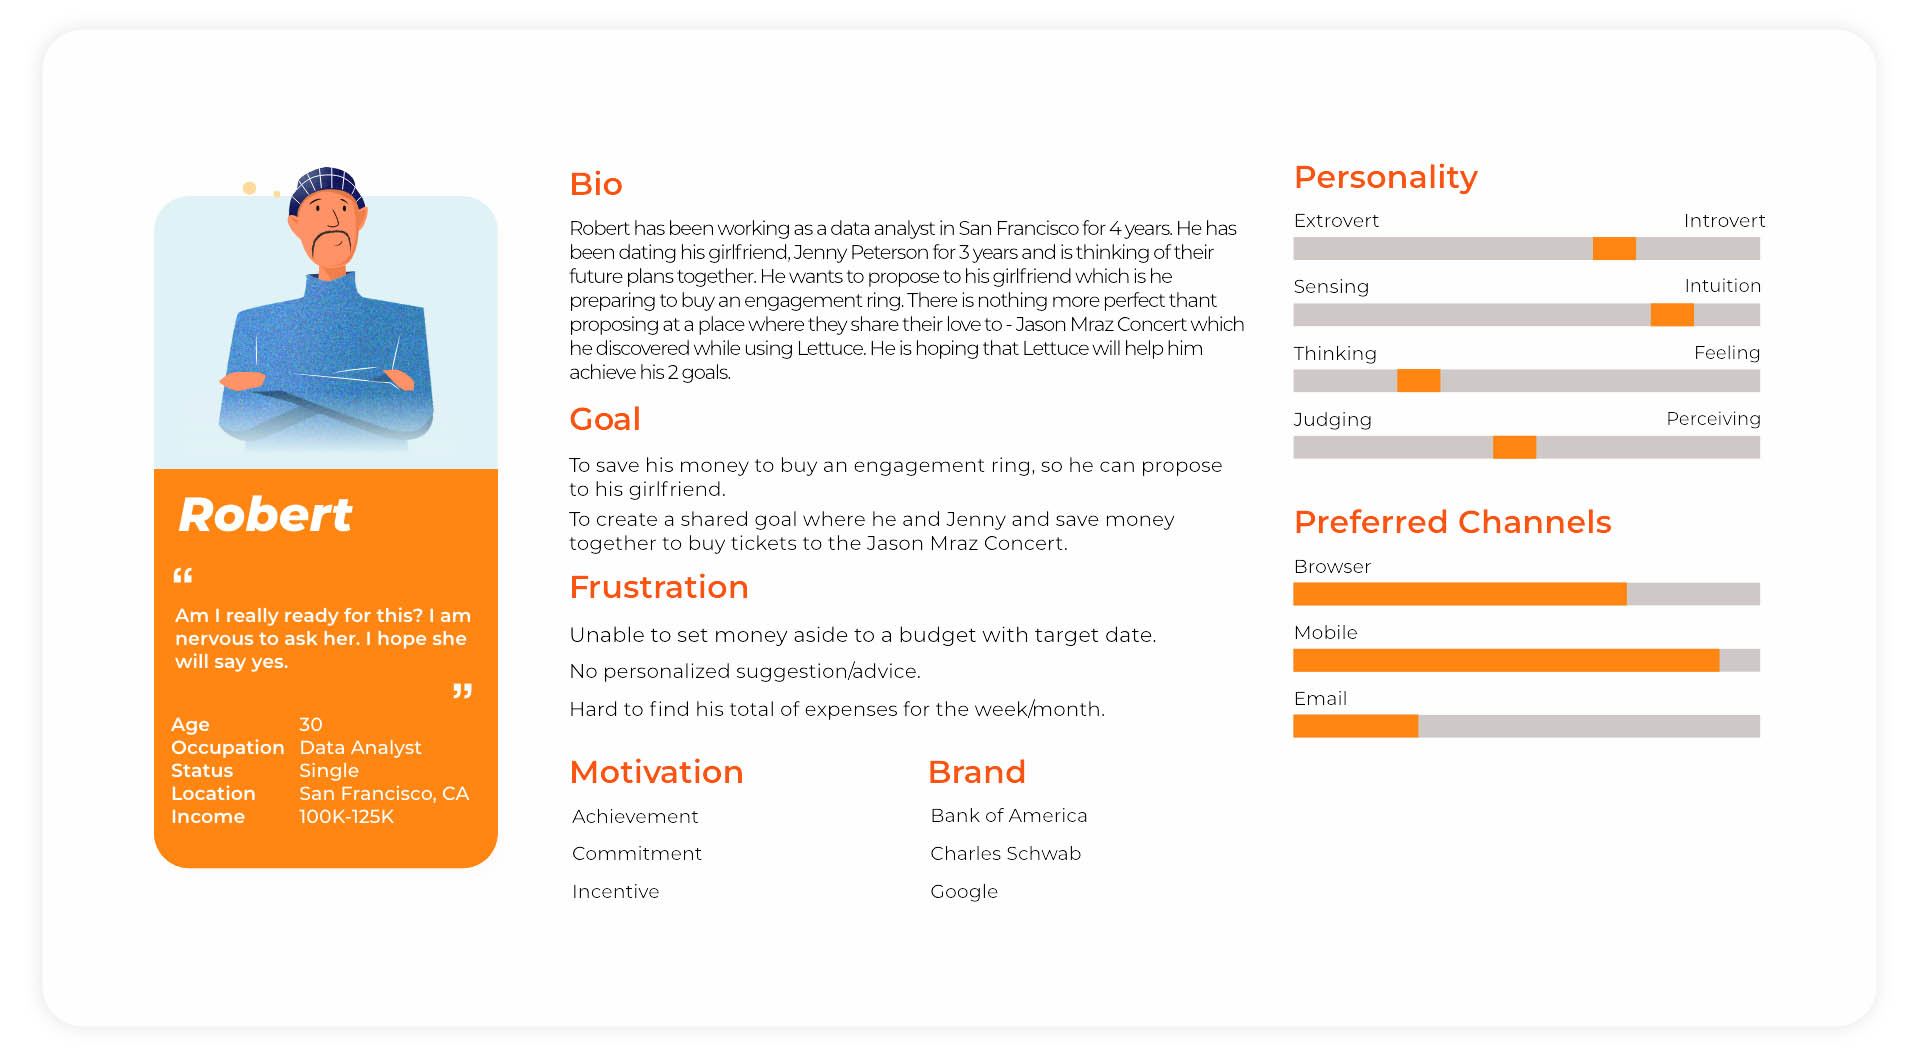 Robert
“
Am I really ready for this? I am
nervous to ask her. I hope she
will say yes.
”
Age 30
Occupation Data Analyst
Status Single
Location San Francisco, CA
Income 100K-125K
Bio
Robert has been working as a data analyst in San Francisco for 4 years. He has
been dating his girlfriend, Jenny Peterson for 3 years and is thinking of their
future plans together. He wants to propose to his girlfriend which is he
preparing to buy an engagement ring. There is nothing more perfect thant
proposing at a place where they share their love to - Jason Mraz Concert which
he discovered while using Lettuce. He is hoping that Lettuce will help him
achieve his 2 goals.
Goal
To save his money to buy an engagement ring, so he can propose
to his girlfriend.
To create a shared goal where he and Jenny and save money
together to buy tickets to the Jason Mraz Concert.
Frustration
Unable to set money aside to a budget with target date.
No personalized suggestion/advice.
Hard to find his total of expenses for the week/month.
Motivation
Achievement
Commitment
Incentive
Brand
Bank of America
Charles Schwab
Google
Personality
Extrovert Introvert
Sensing Intuition
Thinking Feeling
Judging Perceiving
Preferred Channels
Browser
Mobile
Email